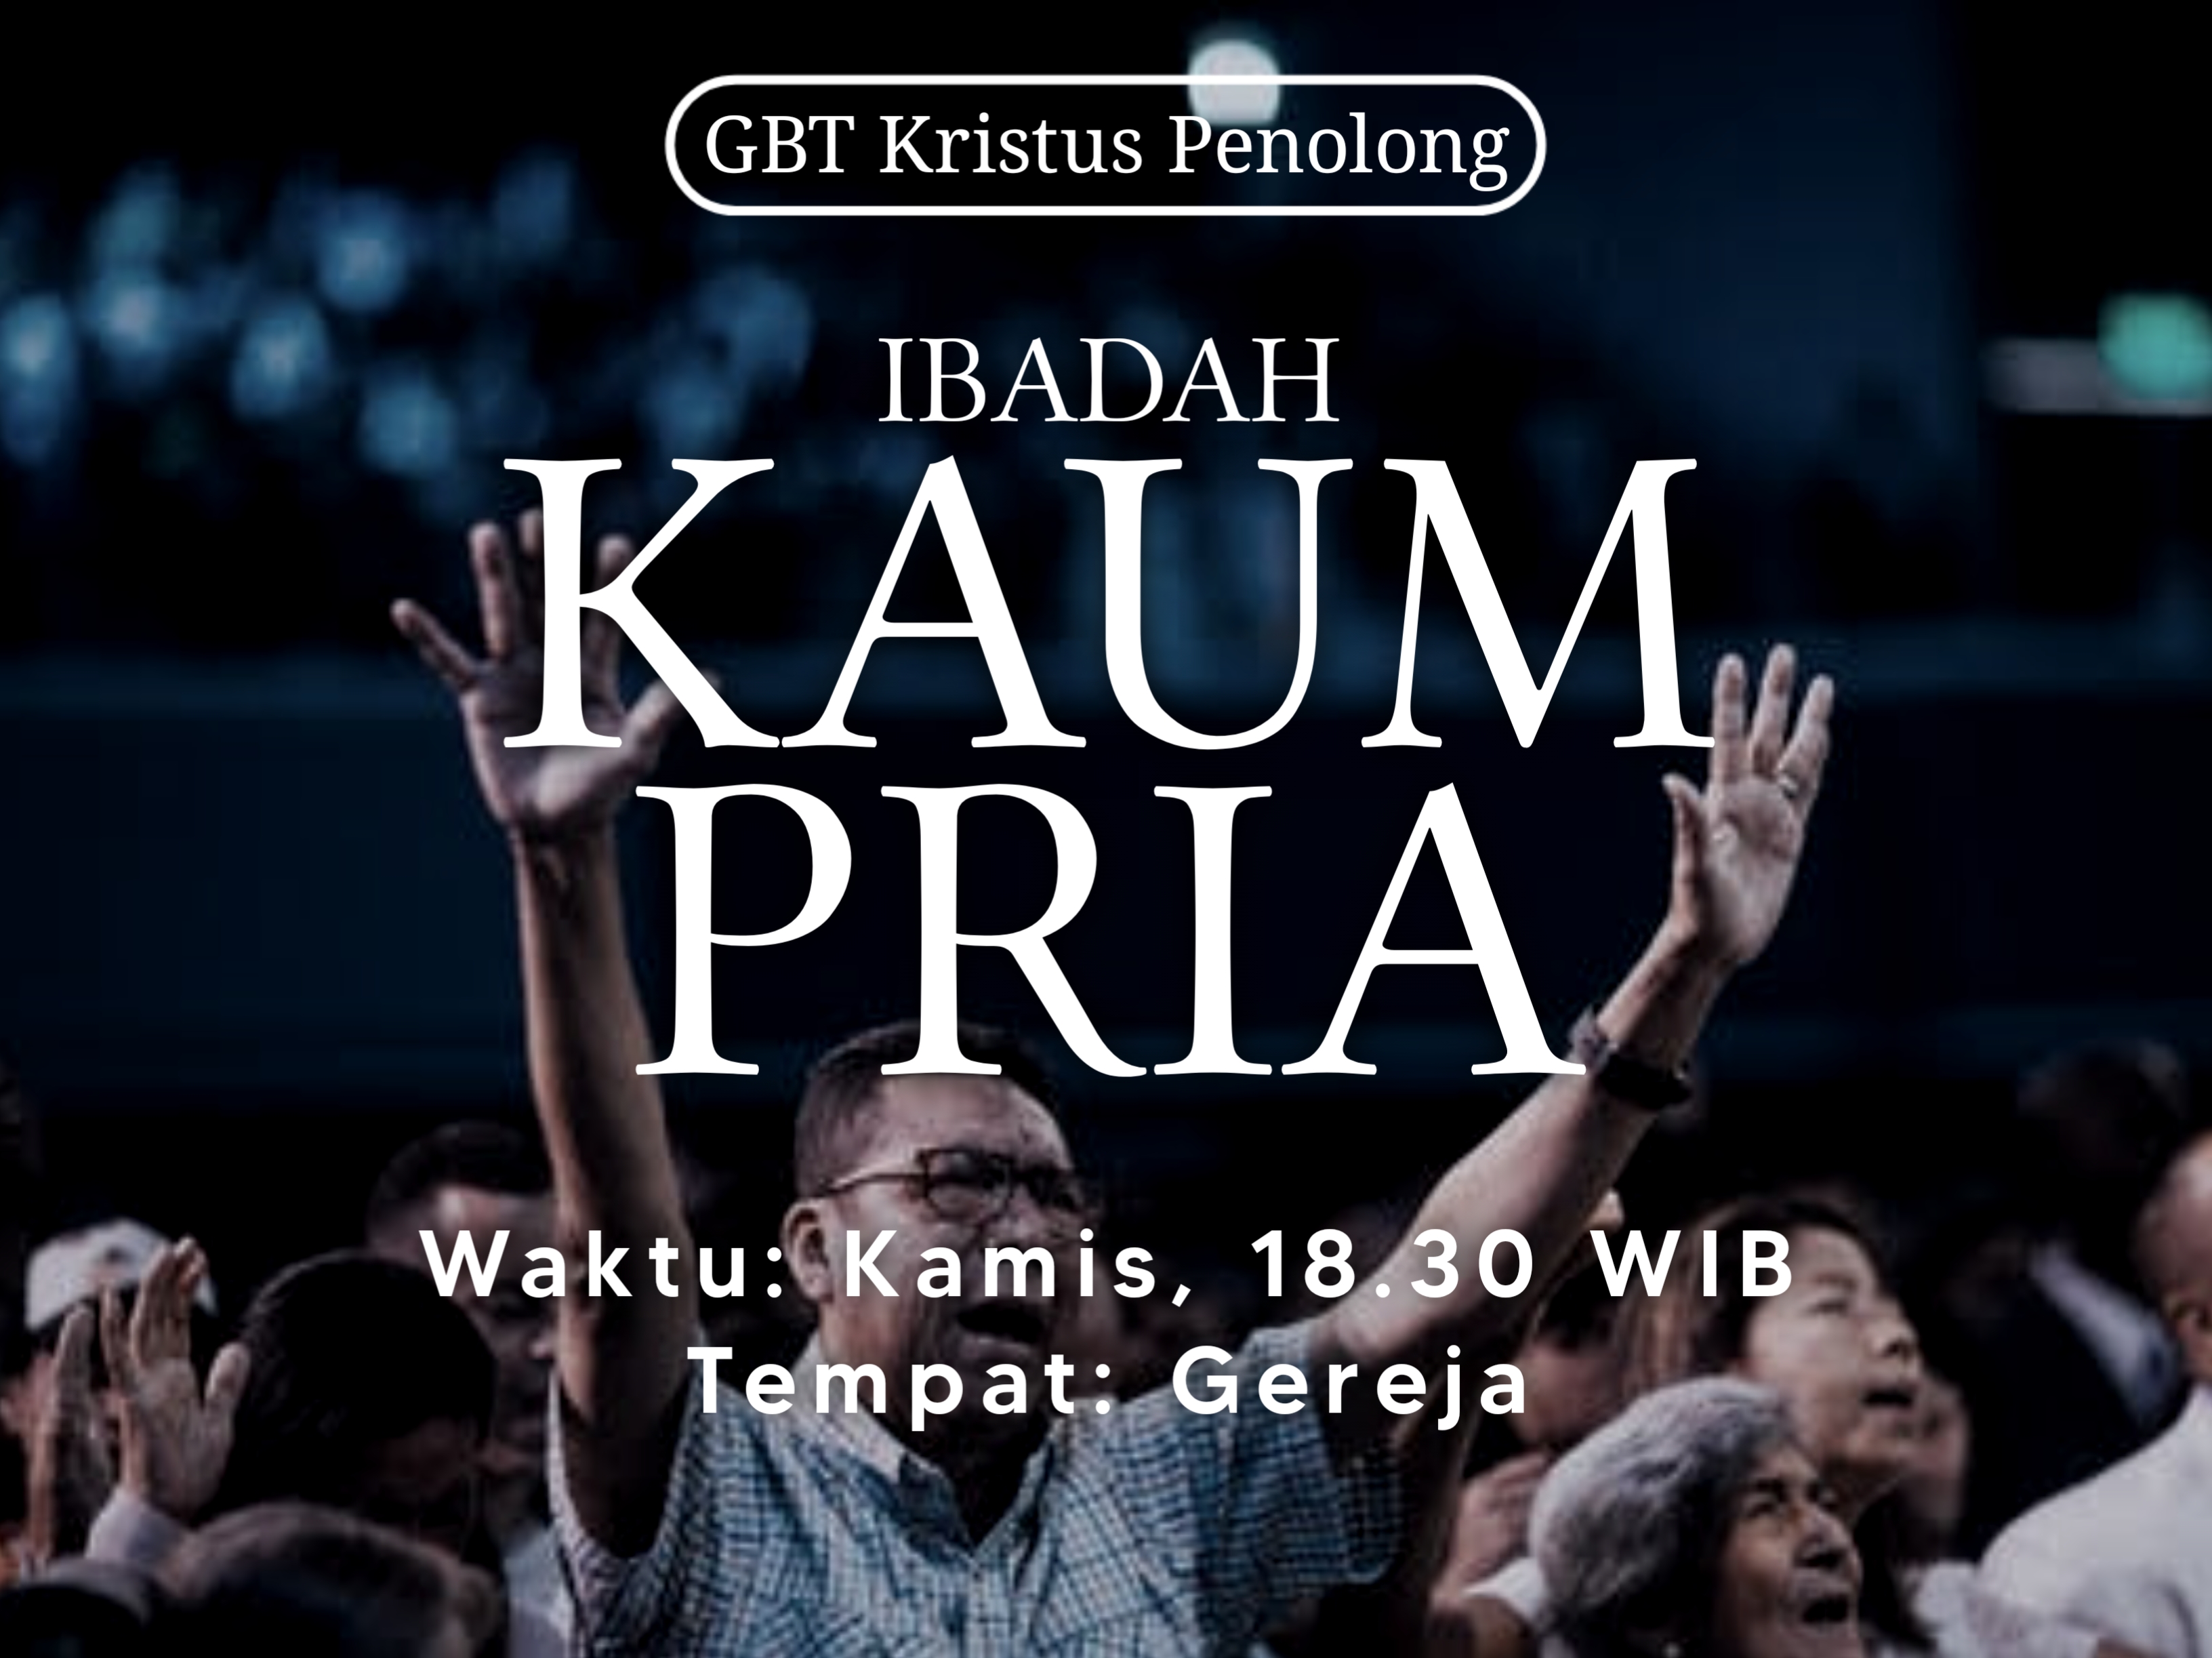 GBT Kristus Penolong
IBADAH
KAUM
PRIA
Waktu: Kamis, 18.30 WIB
Tempat: Gereja